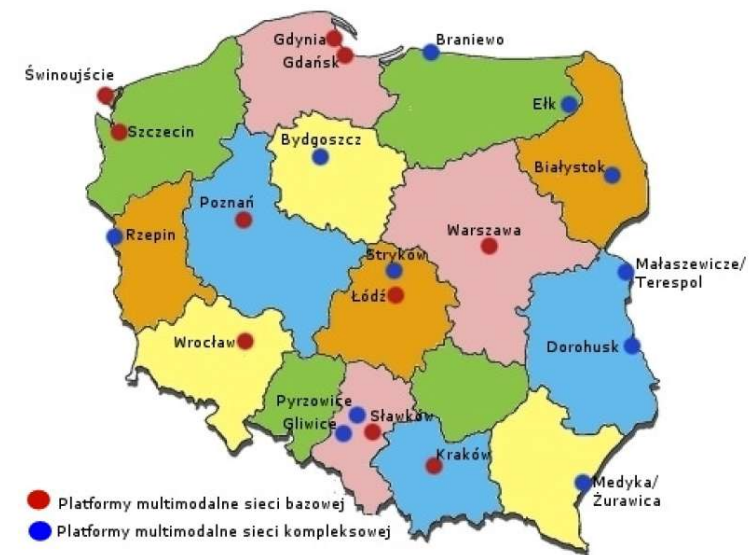 Gdynia
Gdańsk
Braniewo
Świnoujście
Szczecin
Ełk
Bydgoszcz
Białystok
Poznań
Rzepin
Warszawa
Stryków
Małaszewicze/
Terespol
Łódź
Wrocław
Dorohusk
Pyrzowice
Gliwice
Sławków
Kraków
Medyka/
Żurawica
Platformy multimodalne sieci bazowej
Platformy multimodalne sieci kompleksowej